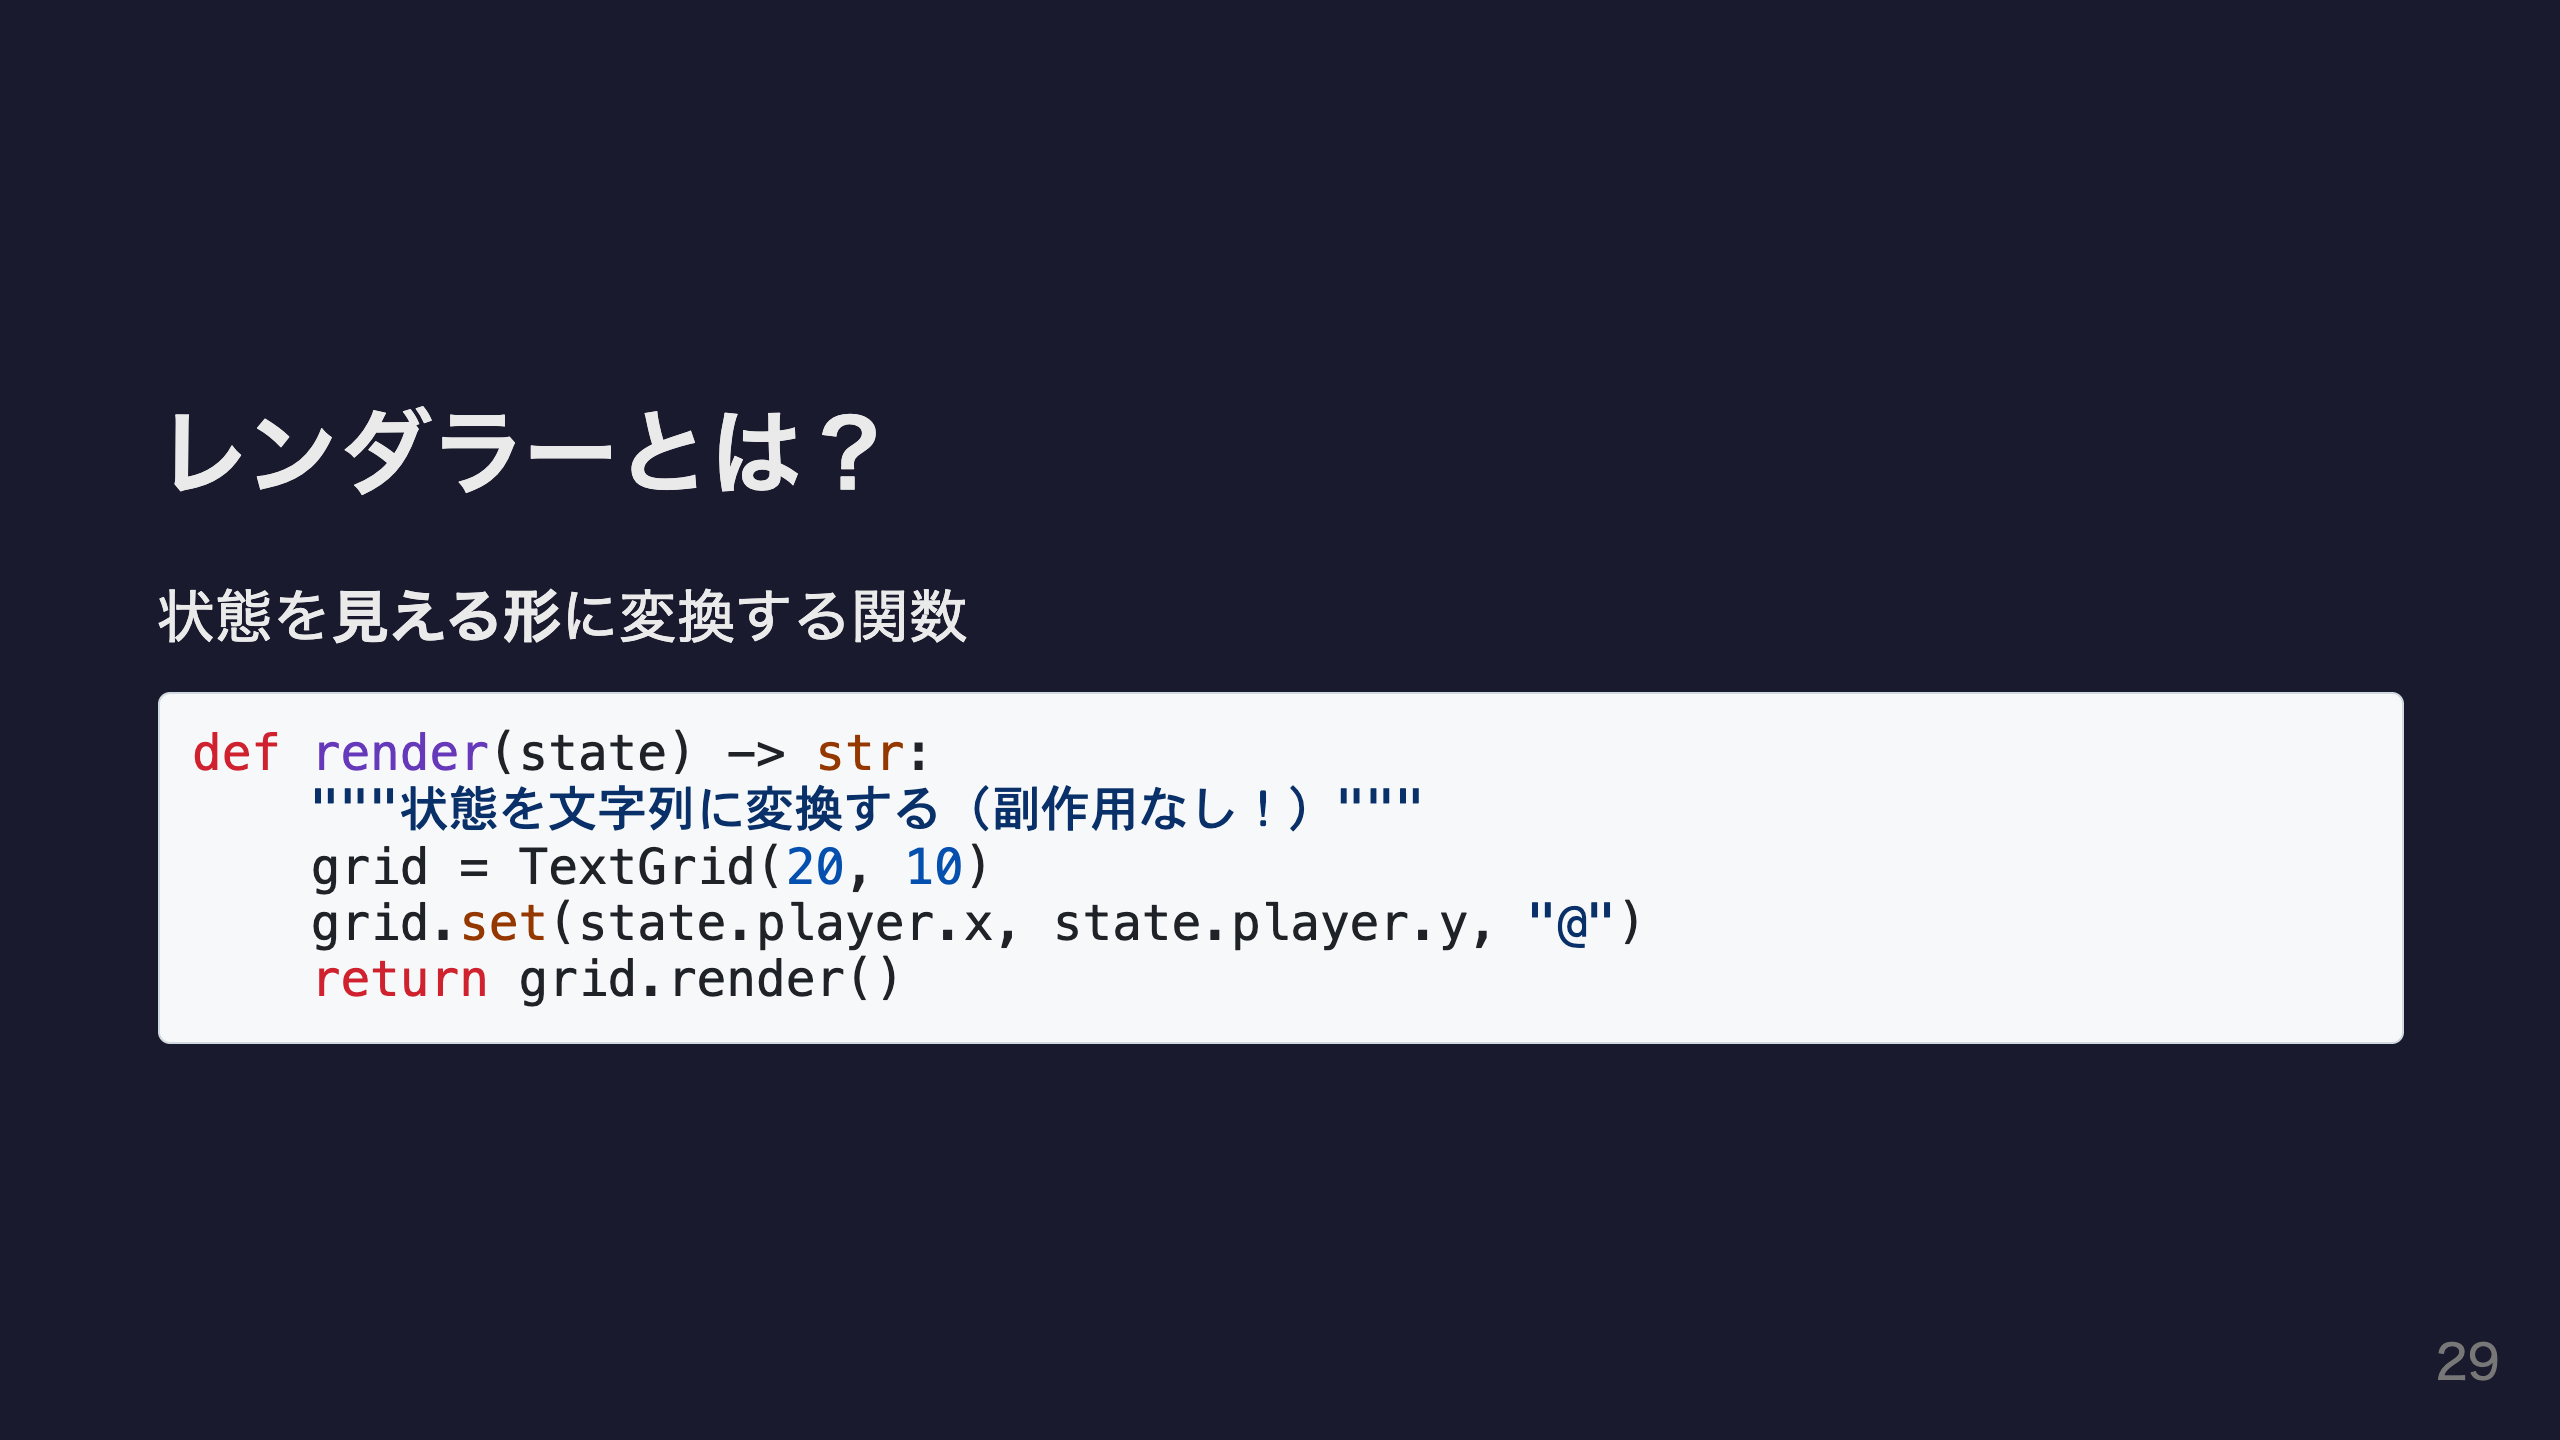 レンダラーとは？
状態を見える形に変換する関数
def render(state) -> str:
    """状態を文字列に変換する（副作用なし！）"""
    grid = TextGrid(20, 10)
    grid.set(state.player.x, state.player.y, "@")
    return grid.render()
29